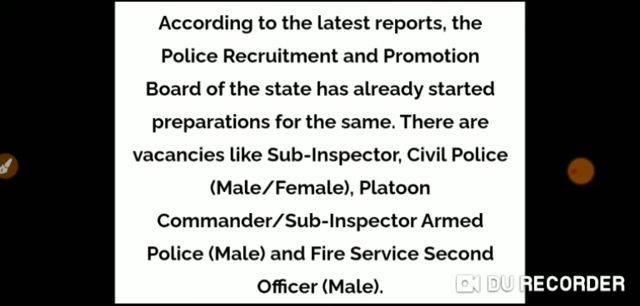 According to the latest reports, the
Police Recruitment and Promotion
Board of the state has already started
preparations for the same. There are
vacancies like Sub-Inspector, Civil Police
(Male/Female), Platoon
Commander/Sub-Inspector Armed
Police (Male) and Fire Service Second
Officer (Male).
DU RECORDER